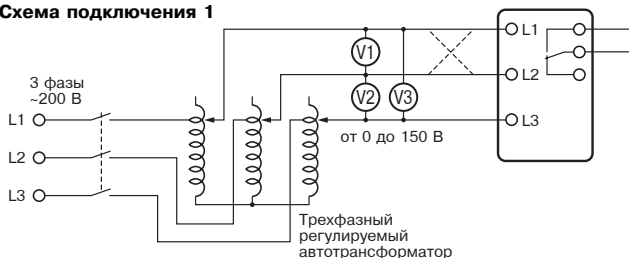 Схема подключения 1
3 фазы
~200 В
L1
L2
L3
V1
V2
V3
от 0 до 150 В
L1
L2
L3
Трехфазный
регулируемый
автотрансформатор